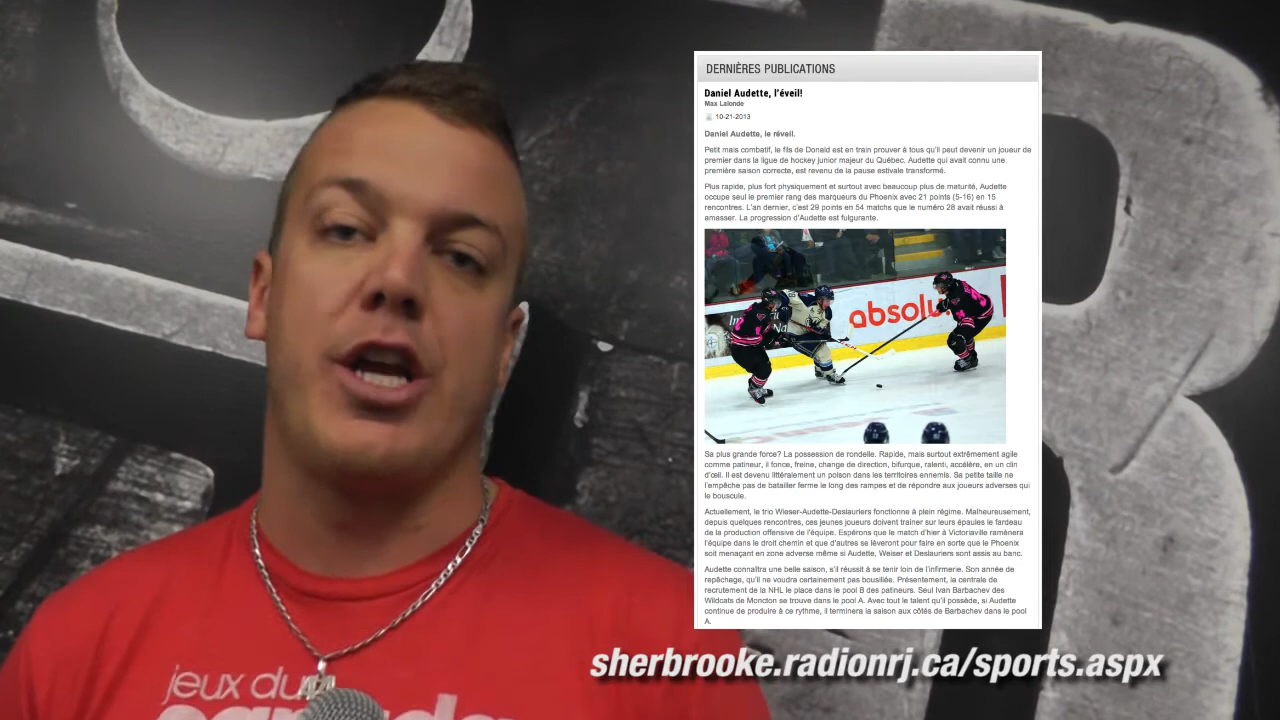 DERNIÈRES PUBLICATIONS
Daniel Audette, l'éveil!
Max Lalonde
10-21-2013
Daniel Audette, le réveil.
Petit mais combatif, le fils de Donald est en train prouver à tous qu'il peut devenir un joueur de
premier dans la ligue de hockey junior majeur du Québec. Audette qui avait connu une
première saison correcte, est revenu de la pause estivale transformé.
Plus rapide, plus fort physiquement et surtout avec beaucoup plus de maturité, Audette
occupe seul le premier rang des marqueurs du Phoenix avec 21 points (5-16) en 15
rencontres. L'an dernier, c'est 29 points en 54 matchs que le numéro 28 avait réussi à
amasser. La progression d'Audette est fulgurante.
absolu
Sa plus grande force? La possession de rondelle. Rapide, mais surtout extrêmement agile
comme patineur, il fonce, freine, change de direction, bifurque, ralenti, accélère, en un clin
d'œil. Il est devenu littéralement un poison dans les territoires ennemis. Sa petite taille ne
l'empêche pas de batailler ferme le long des rampes et de répondre aux joueurs adverses qui
le bouscule.
Actuellement, le trio Wieser-Audette-Deslauriers fonctionne à plein régime. Malheureusement,
depuis quelques rencontres, ces jeunes joueurs doivent trainer sur leurs épaules le fardeau
de la production offensive de l'équipe. Espérons que le match d'hier à Victoriaville ramènera
l'équipe dans le droit chemin et que d'autres se lèveront pour faire en sorte que le Phoenix
soit menaçant en zone adverse même si Audette, Weiser et Deslauriers sont assis au banc.
Audette connaîtra une belle saison, s'il réussit à se tenir loin de l'infirmerie. Son année de
repêchage, qu'il ne voudra certainement pas bousillée. Présentement, la centrale de
recrutement de la NHL le place dans le pool B des patineurs. Seul Ivan Barbachev des
Wildcats de Moncton se trouve dans le pool A. Avec tout le talent qu'il possède, si Audette
continue de produire à ce rythme, il terminera la saison aux côtés de Barbachev dans le pool
A.
sherbrooke.radionrj.ca/sports.aspx
jeux du
canada